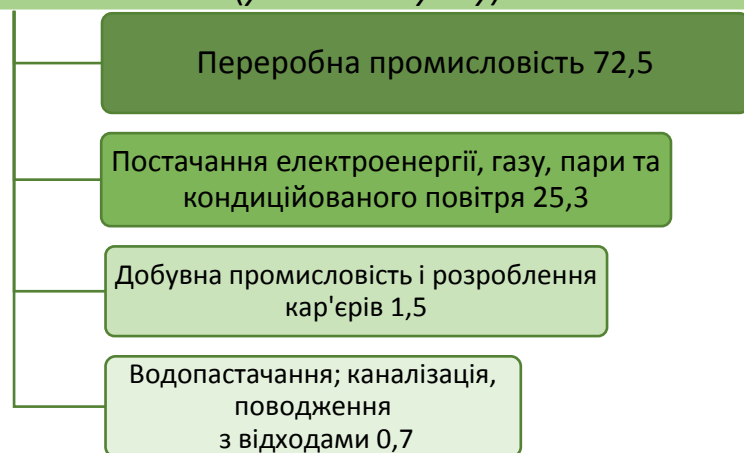 Переробна промисловість 72,5
Постачання електроенергії, газу, пари та
кондиційованого повітря 25,3
Добувна промисловість і розроблення
кар'єрів 1,5
Водопастачання; каналізація,
поводження
з відходами 0,7